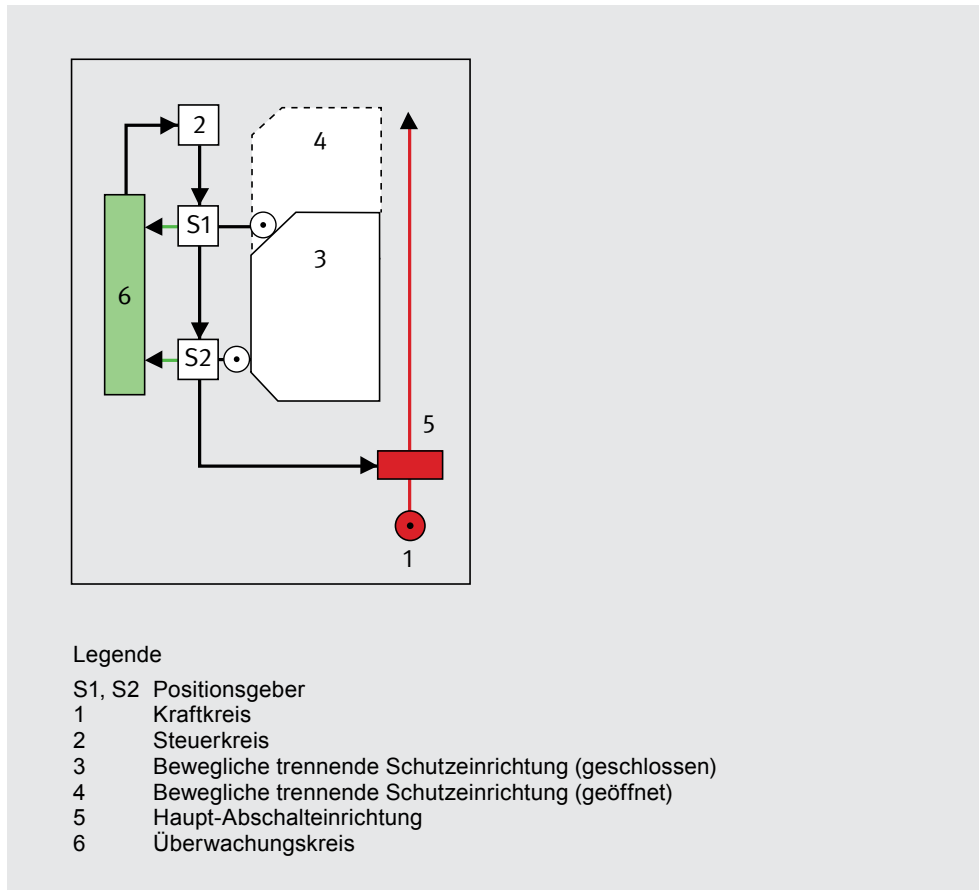 2
4
S1
3
6
S2
5
1
Legende
S1, S2 Positionsgeber
1 Kraftkreis
2 Steuerkreis
3 Bewegliche trennende Schutzeinrichtung (geschlossen)
4 Bewegliche trennende Schutzeinrichtung (geöffnet)
5 Haupt-Abschalteinrichtung
6 Überwachungskreis